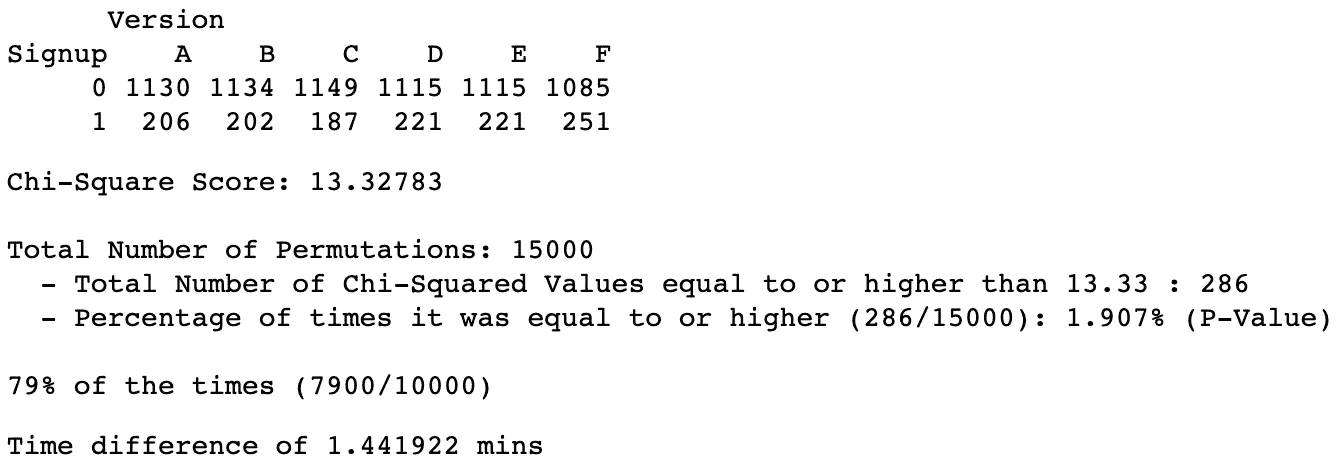 Version
Signup A B C D E F
0 1130 1134 1149 1115 1115 1085
1 206 202 187 221 221 251
Chi-Square Score: 13.32783
Total Number of Permutations: 15000
- Total Number of Chi-Squared Values equal to or higher than 13.33 : 286
- Percentage of times it was equal to or higher (286/15000): 1.907% (P-Value)
79% of the times (7900/10000)
Time difference of 1.441922 mins